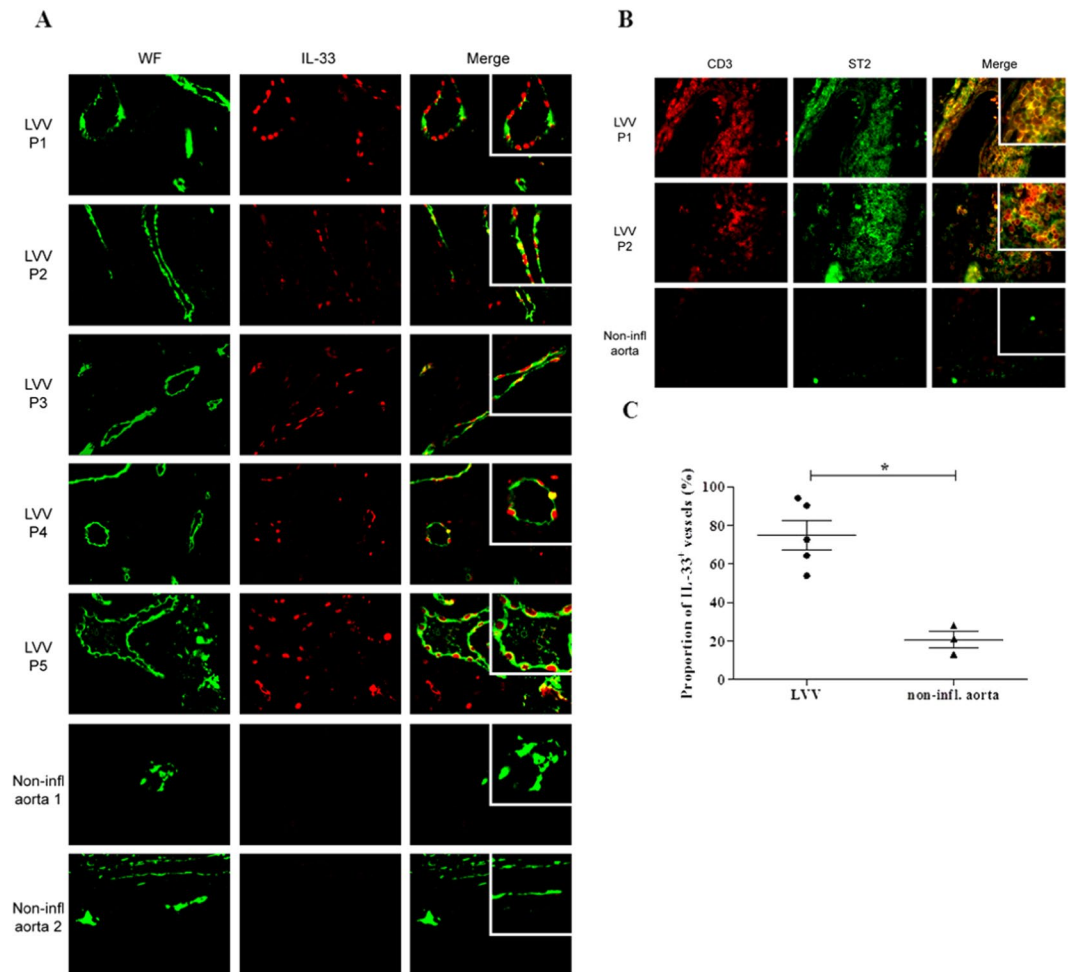 A
WF IL-33 Merge
LVV
P1
LVV
P2
LVV
P3
LVV
P4
LVV
P5
Non-infl
aorta 1
Non-infl
aorta 2
B
CD3 ST2 Merge
LVV
P1
LVV
P2
Non-infl
aorta
C
Proportion of IL-33+ vessels (%)
100
80
60
40
20
0
*
LVV non-infl. aorta